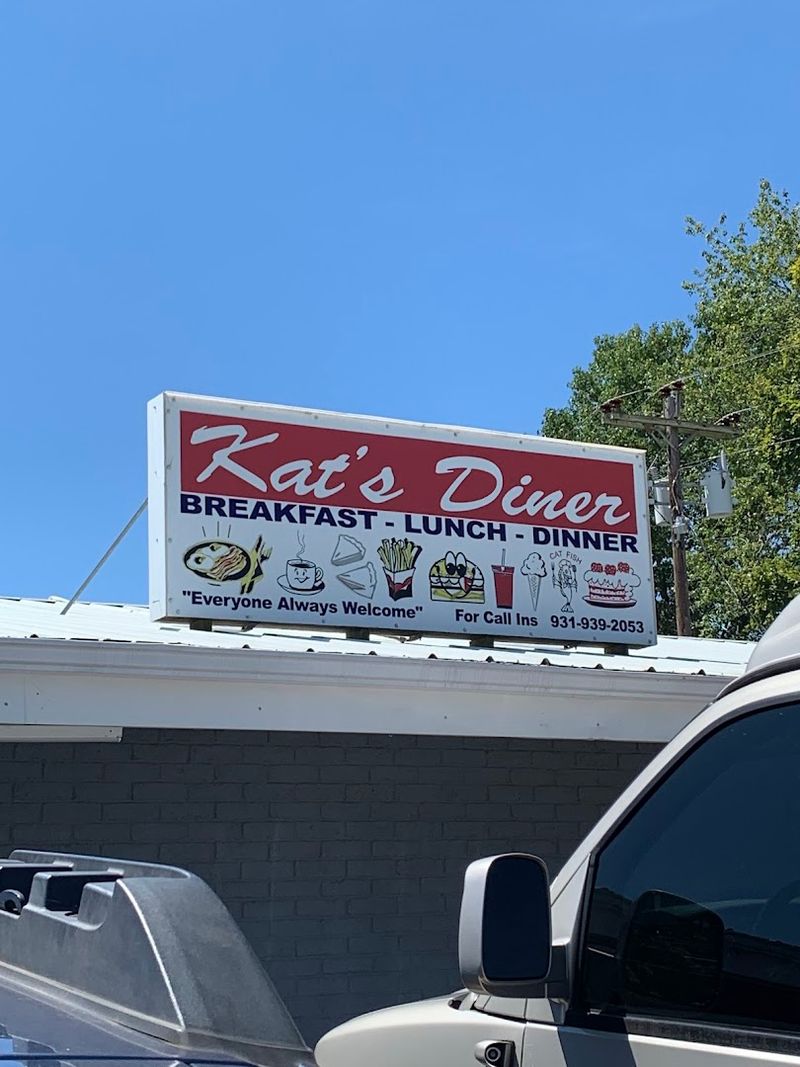 Kat's Diner
BREAKFAST - LUNCH - DINNER
CAT FISH
"Everyone Always Welcome" For Call Ins 931-939-2053